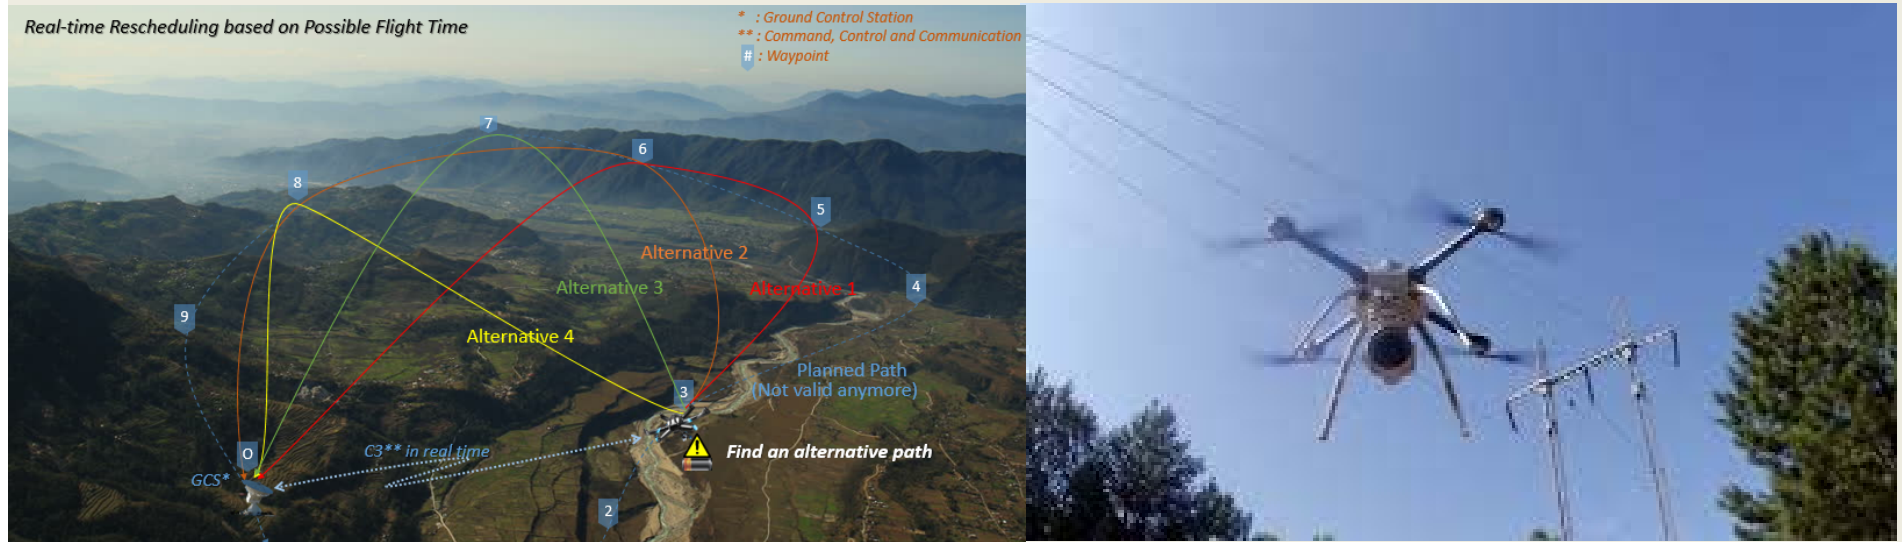 Real-time Rescheduling based on Possible Flight Time
* : Ground Control Station
** : Command, Control and Communication
# : Waypoint
7
6
8
5
Alternative 2
Alternative 3
Alternative 1
4
9
Alternative 4
Planned Path
(Not valid anymore)
3
O
C3** in real time
Find an alternative path
GCS*
2